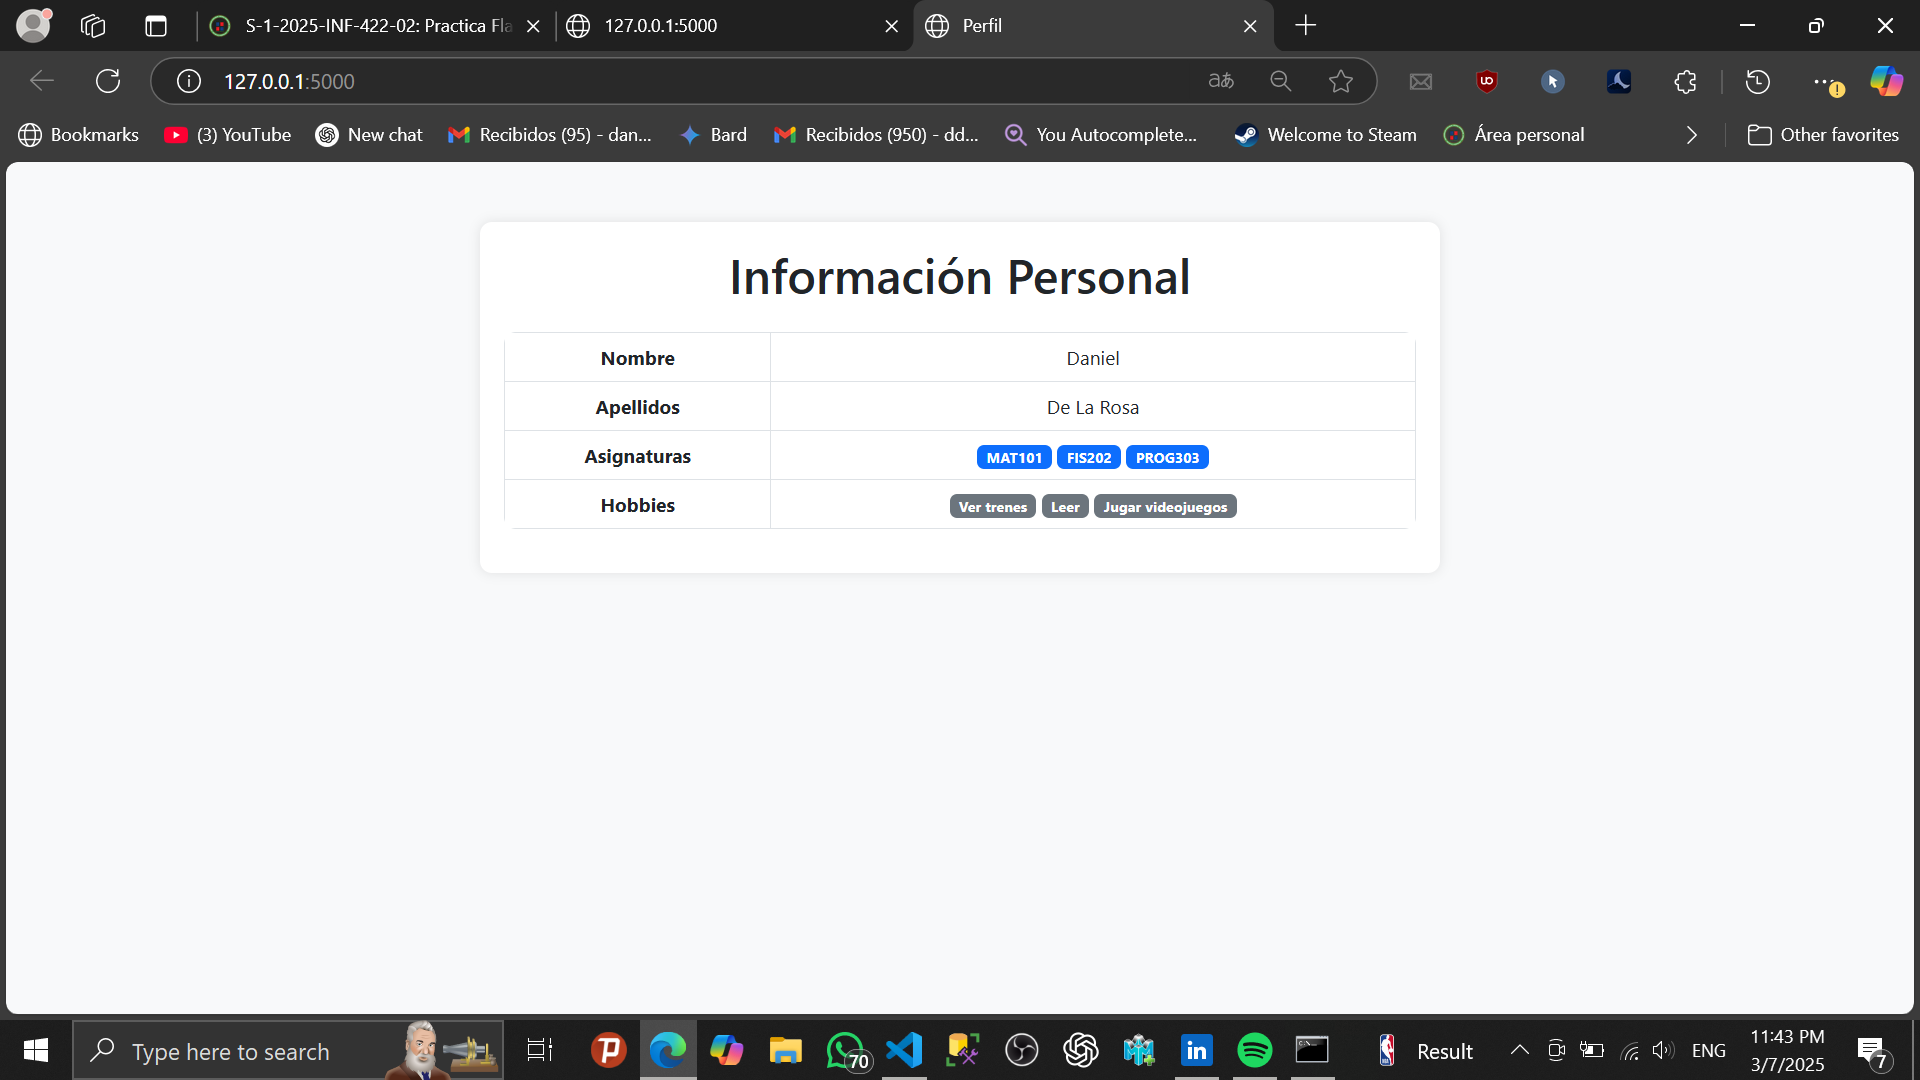 S-1-2025-INF-422-02: Practica Fla
127.0.0.1:5000
Perfil
127.0.0.1:5000
Bookmarks
(3) YouTube
New chat
Recibidos (95) - dan...
Bard
Recibidos (950) - dd...
You Autocomplete...
Welcome to Steam
Área personal
Other favorites
Información Personal
Nombre Daniel
Apellidos De La Rosa
Asignaturas MAT101 FIS202 PROG303
Hobbies Ver trenes Leer Jugar videojuegos
Type here to search
70
Result
ENG
11:43 PM
3/7/2025
7